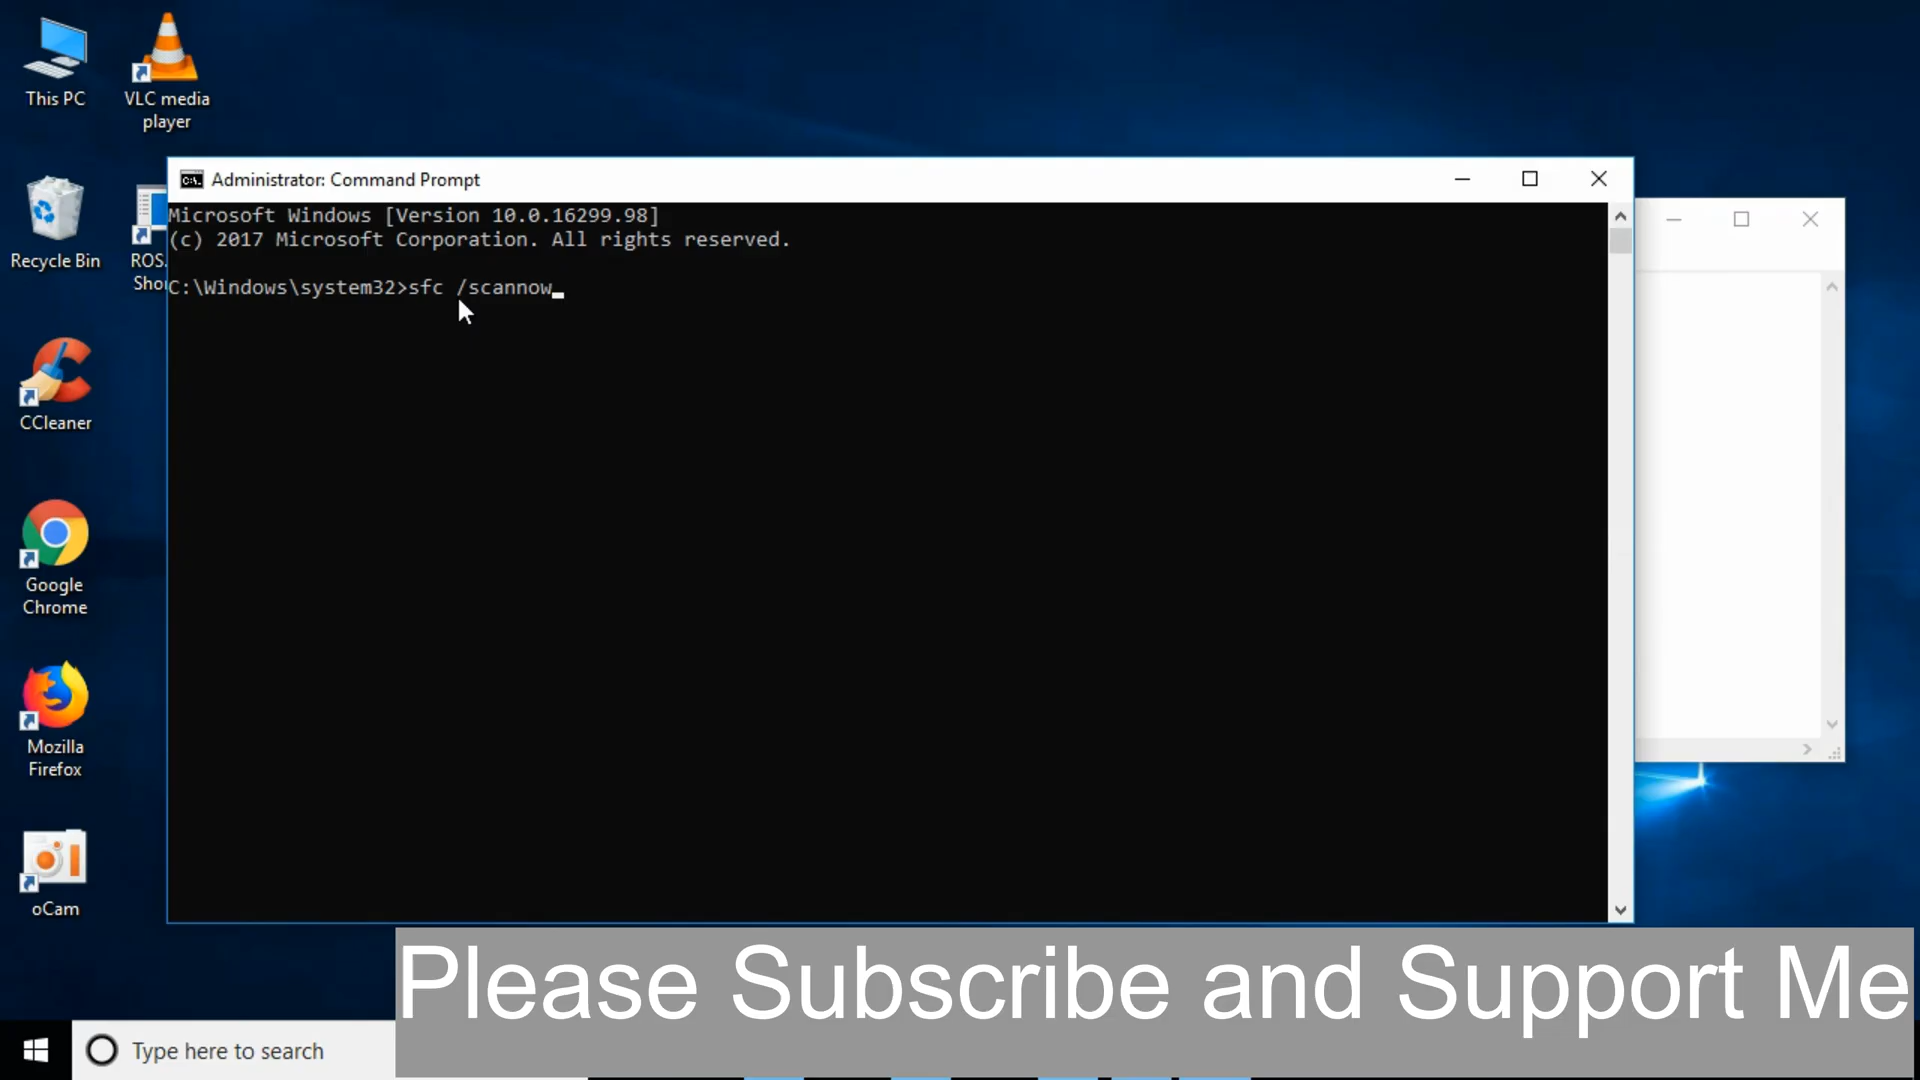 This PC
VLC media
player
Recycle Bin
ROS.
Shor
CCleaner
Google
Chrome
Mozilla
Firefox
oCam
Administrator: Command Prompt
Microsoft Windows [Version 10.0.16299.98]
(c) 2017 Microsoft Corporation. All rights reserved.
C:\Windows\system32>sfc /scannow
Please Subscribe and Support Me
Type here to search